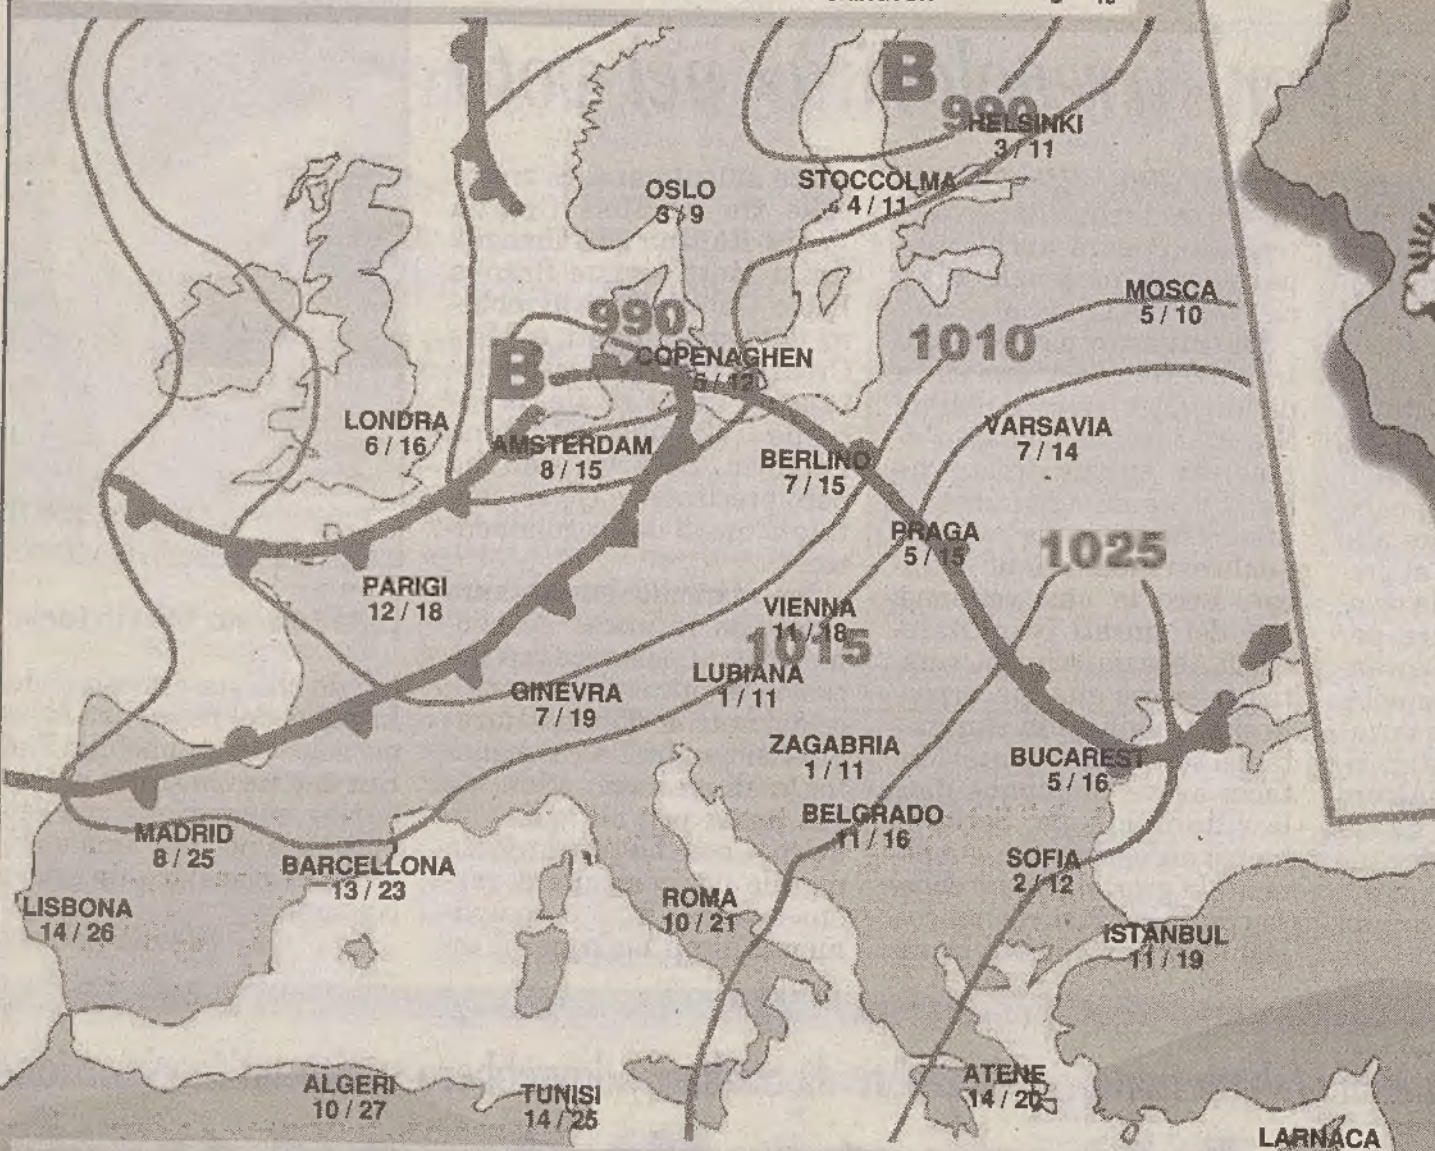 B
990
HELSINKI
3 / 11
STOCCOLMA
4 / 11
OSLO
3 / 9
MOSCA
5 / 10
990
1010
B
COPENAGHEN
5 / 12
LONDRA
6 / 16
AMSTERDAM
8 / 15
BERLINO
7 / 15
VARSAVIA
7 / 14
PRAGA
5 / 15
1025
PARIGI
12 / 18
VIENNA
11 / 18
1015
LUBIANA
1 / 11
GINEVRA
7 / 19
ZAGABRIA
1 / 11
BUCAREST
5 / 16
BELGRADO
11 / 16
MADRID
8 / 25
BARCELLONA
13 / 23
SOFIA
2 / 12
LISBONA
14 / 26
ROMA
10 / 21
ISTANBUL
11 / 19
ALGERI
10 / 27
TUNISI
14 / 25
ATENE
14 / 20
LARNACA